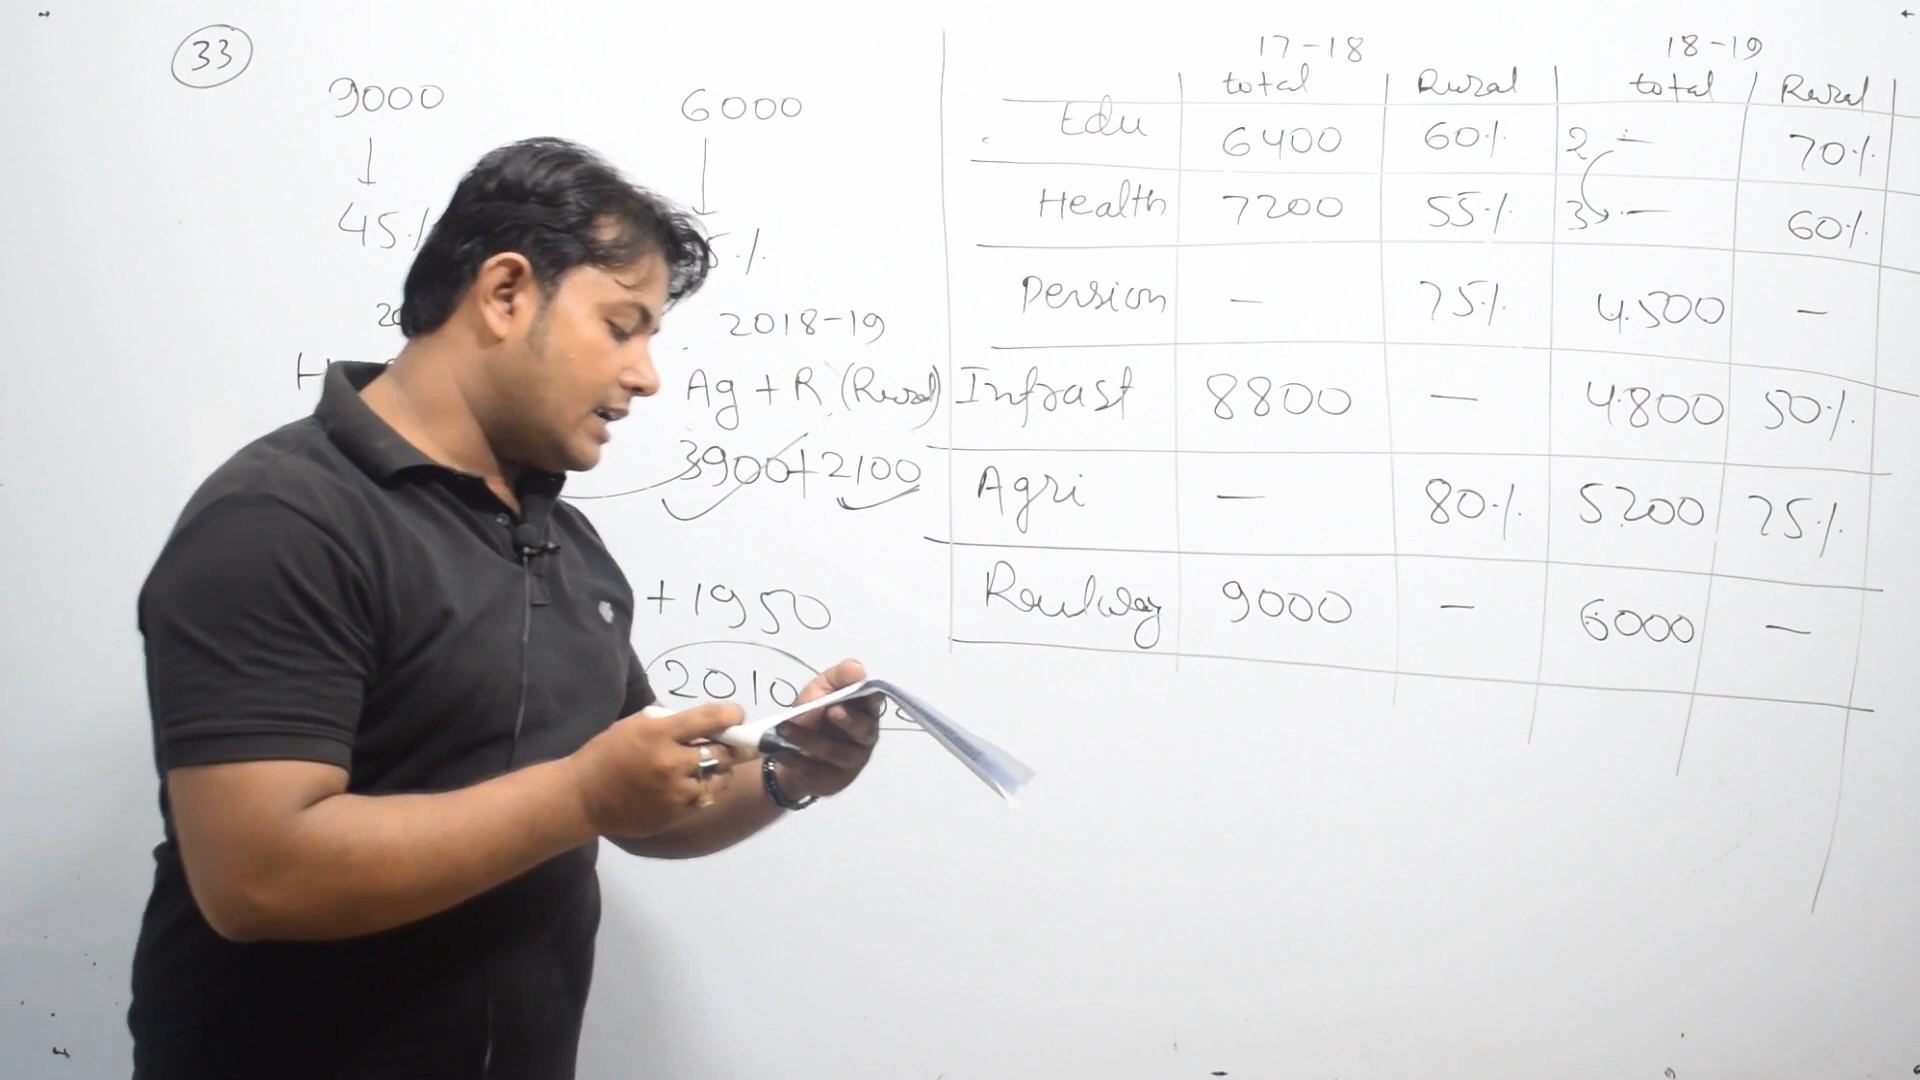 33
9000
6000
45%
5%
2018-19
Ag + R (Rural)
3900+2100
+1950
2010
17-18 18-19
total Rural total Rural
Edu 6400 60% 2 — 70%
Health 7200 55% 3 — 60%
Pension — 75% 4500 —
Infrast 8800 — 4800 50%
Agri — 80% 5200 75%
Railway 9000 — 6000 —